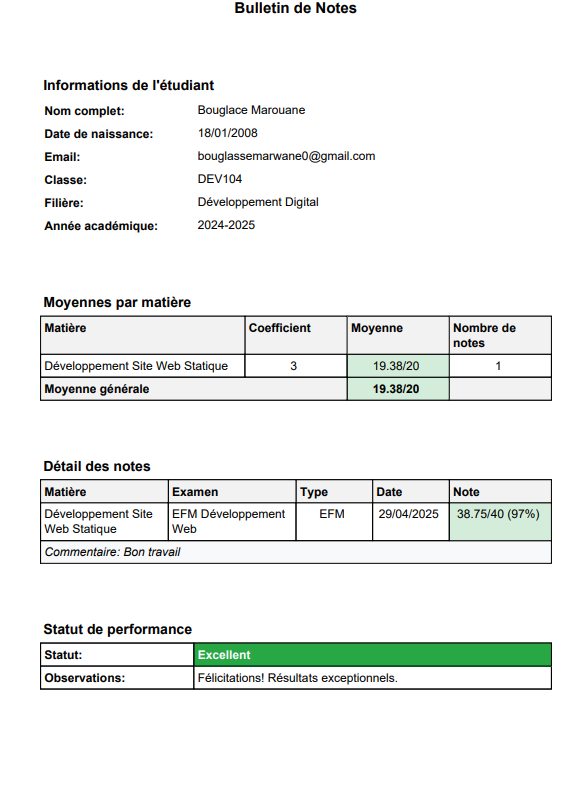 Bulletin de Notes
Informations de l'étudiant
Nom complet: Bouglace Marouane
Date de naissance: 18/01/2008
Email: bouglassemarwane0@gmail.com
Classe: DEV104
Filière: Développement Digital
Année académique: 2024-2025
Moyennes par matière
Matière Coefficient Moyenne Nombre de
notes
Développement Site Web Statique 3 19.38/20 1
Moyenne générale 19.38/20
Détail des notes
Matière Examen Type Date Note
Développement Site EFM Développement EFM 29/04/2025 38.75/40 (97%)
Web Statique Web
Commentaire: Bon travail
Statut de performance
Statut: Excellent
Observations: Félicitations! Résultats exceptionnels.